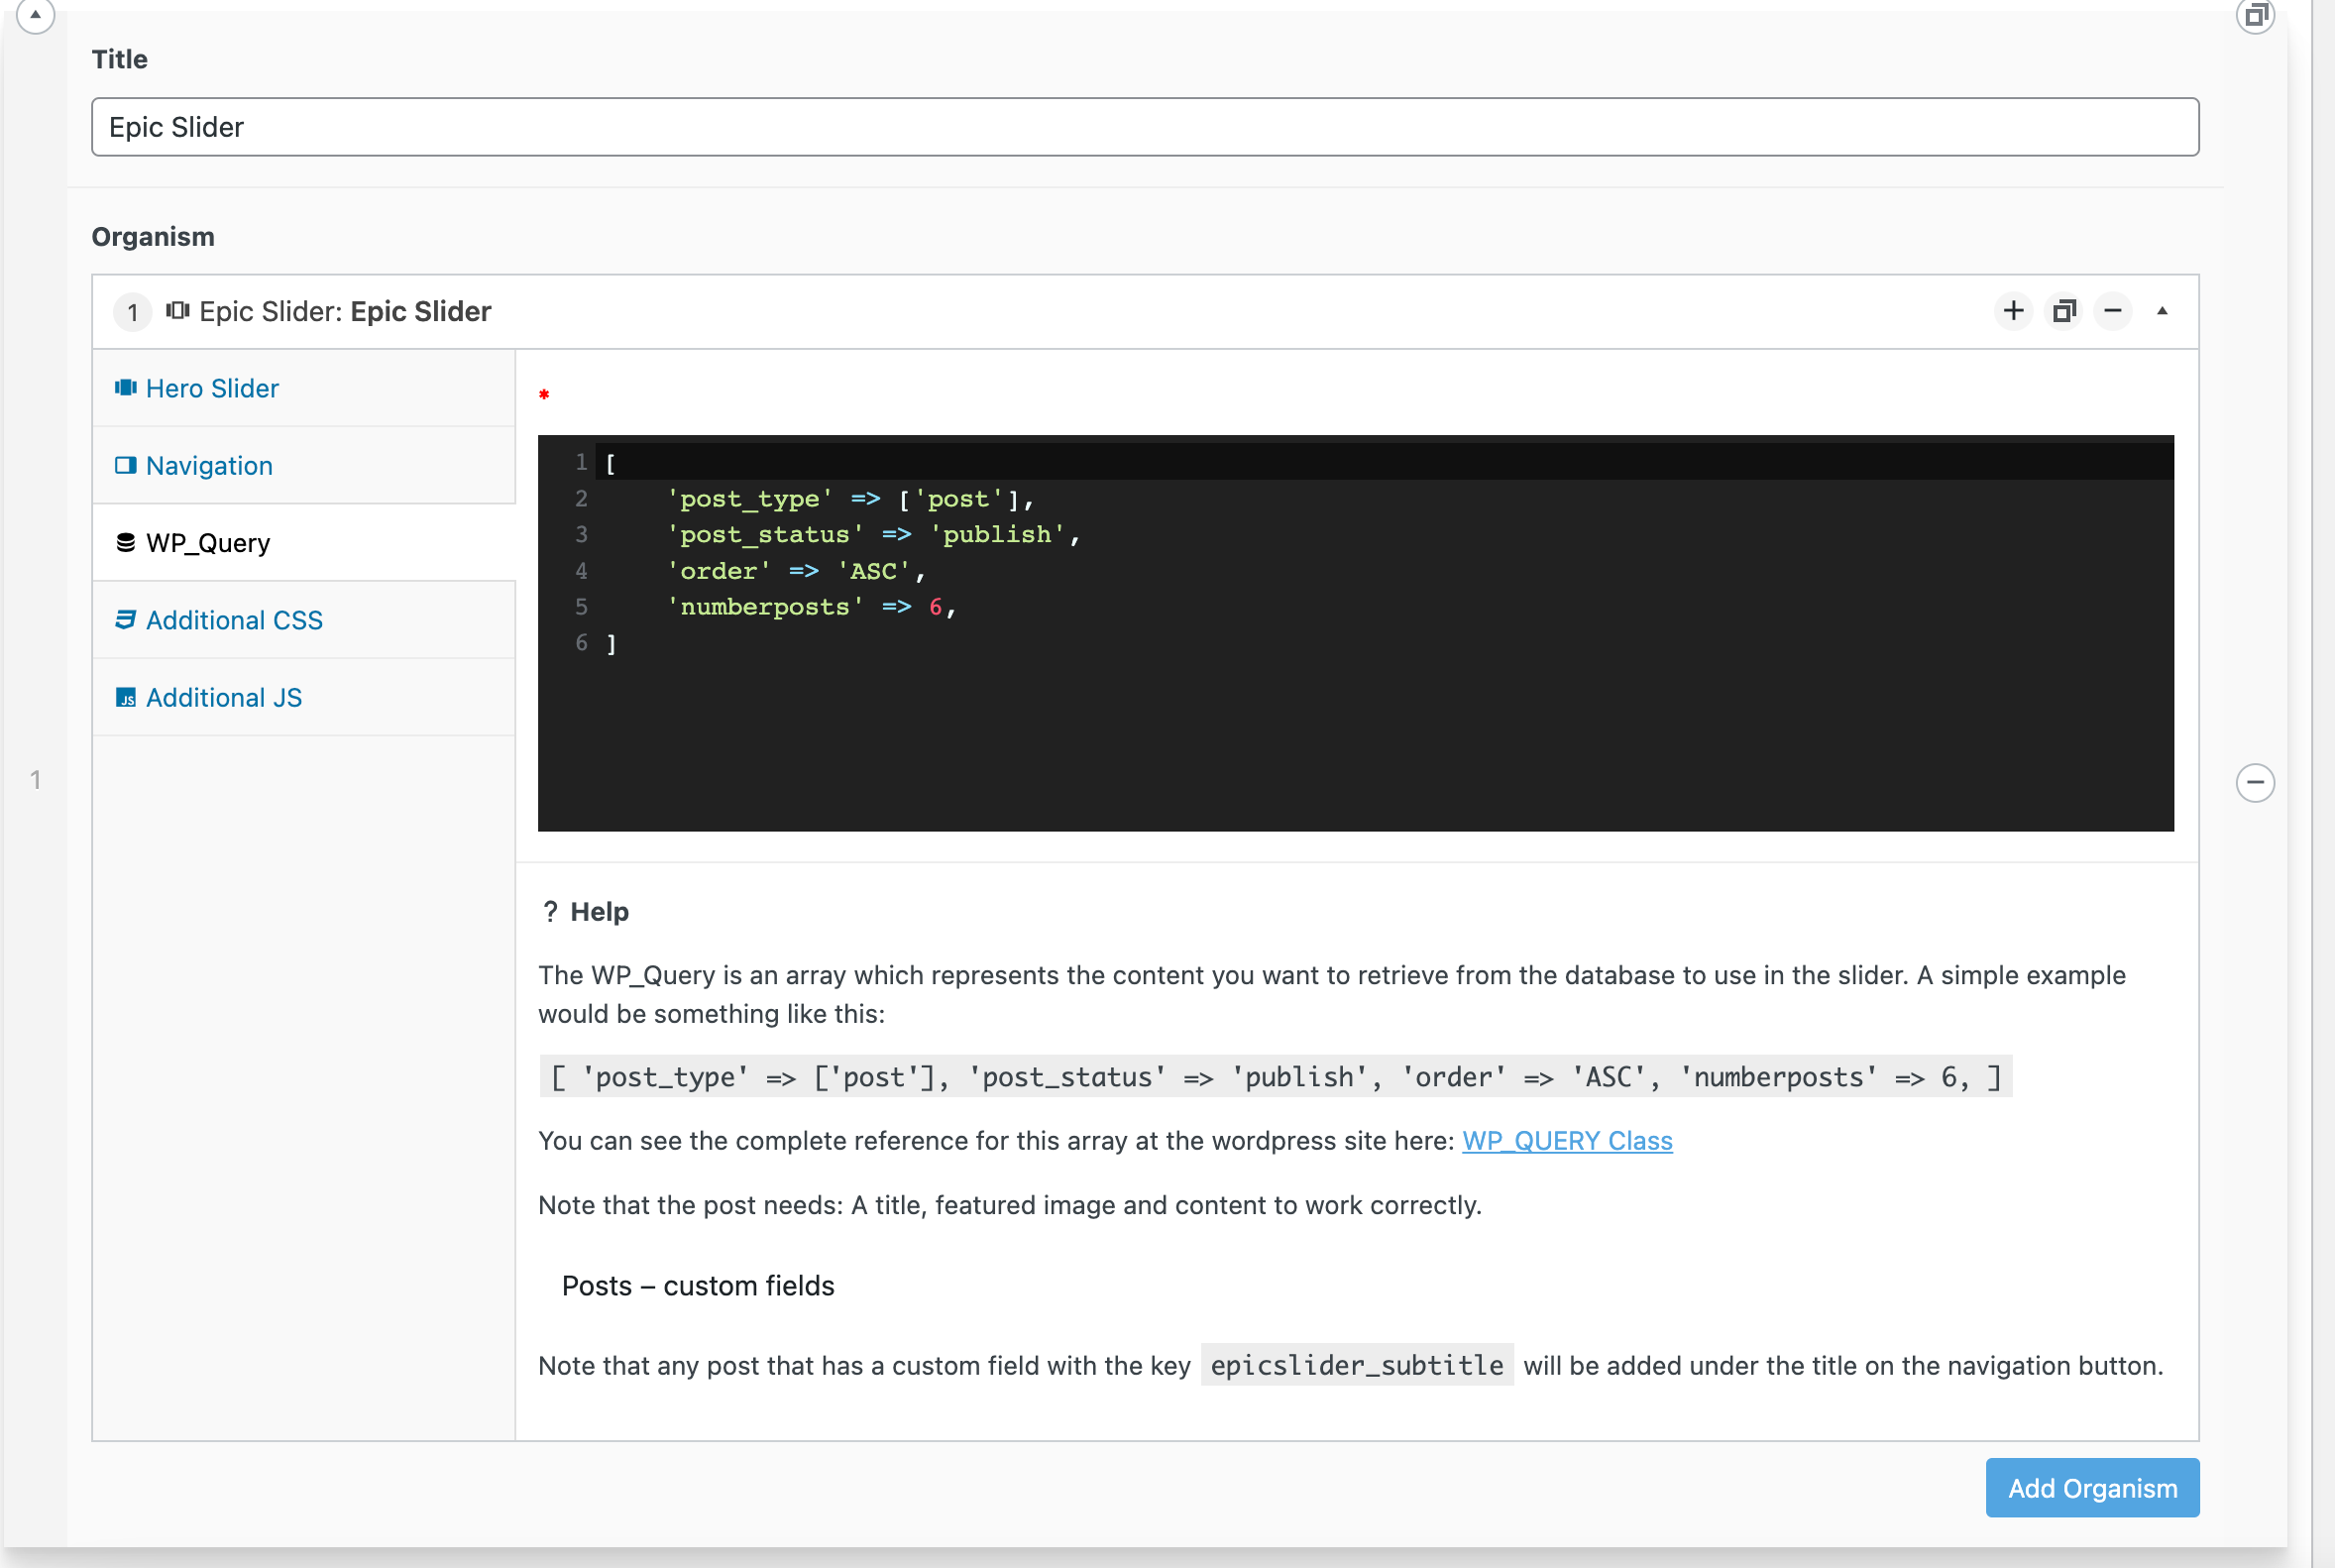 Title
Epic Slider
Organism
1 Epic Slider: Epic Slider
Hero Slider
Navigation
WP_Query
Additional CSS
JS Additional JS
1
*
1 [
2     'post_type' => ['post'],
3     'post_status' => 'publish',
4     'order' => 'ASC',
5     'numberposts' => 6,
6 ]
? Help
The WP_Query is an array which represents the content you want to retrieve from the database to use in the slider. A simple example
would be something like this:
[ 'post_type' => ['post'], 'post_status' => 'publish', 'order' => 'ASC', 'numberposts' => 6, ]
You can see the complete reference for this array at the wordpress site here: WP_QUERY Class
Note that the post needs: A title, featured image and content to work correctly.
Posts – custom fields
Note that any post that has a custom field with the key epicslider_subtitle will be added under the title on the navigation button.
Add Organism